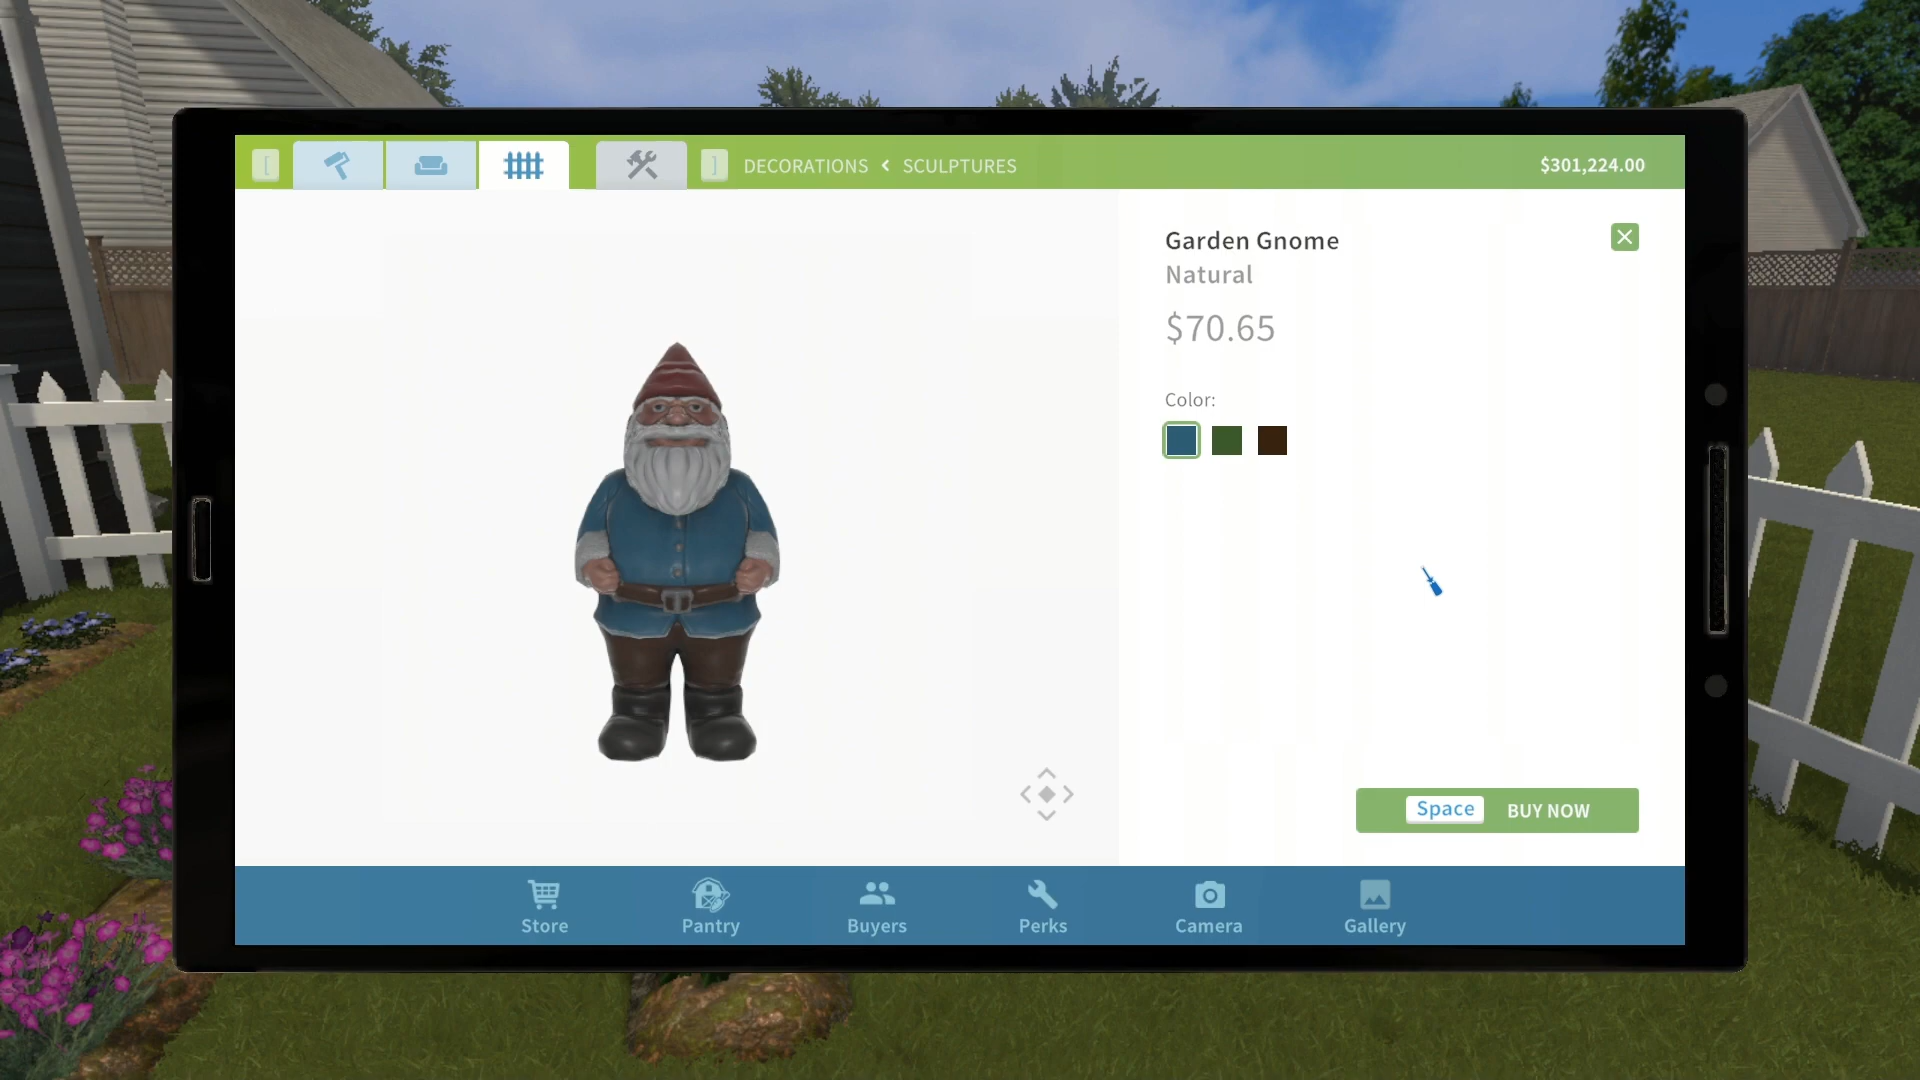 [
]
DECORATIONS < SCULPTURES
$301,224.00
Garden Gnome
Natural
$70.65
Color:
Space BUY NOW
Store
Pantry
Buyers
Perks
Camera
Gallery